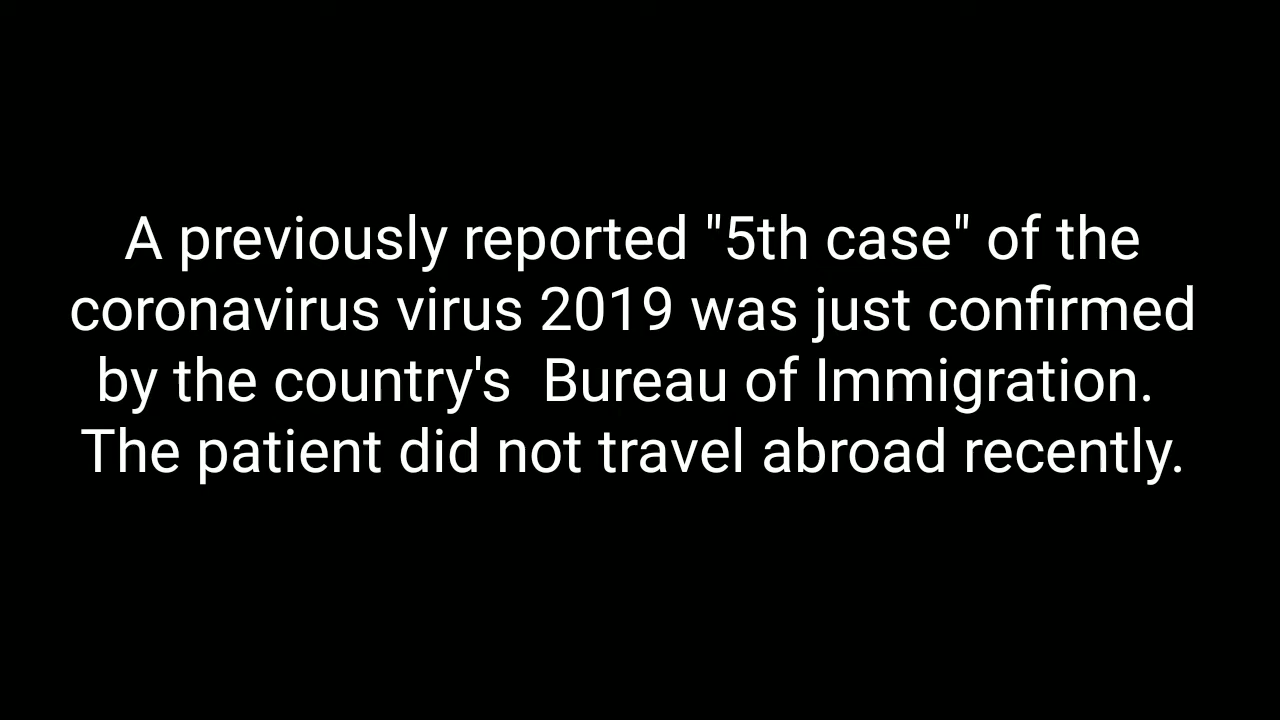 A previously reported "5th case" of the
coronavirus virus 2019 was just confirmed
by the country's  Bureau of Immigration.
The patient did not travel abroad recently.